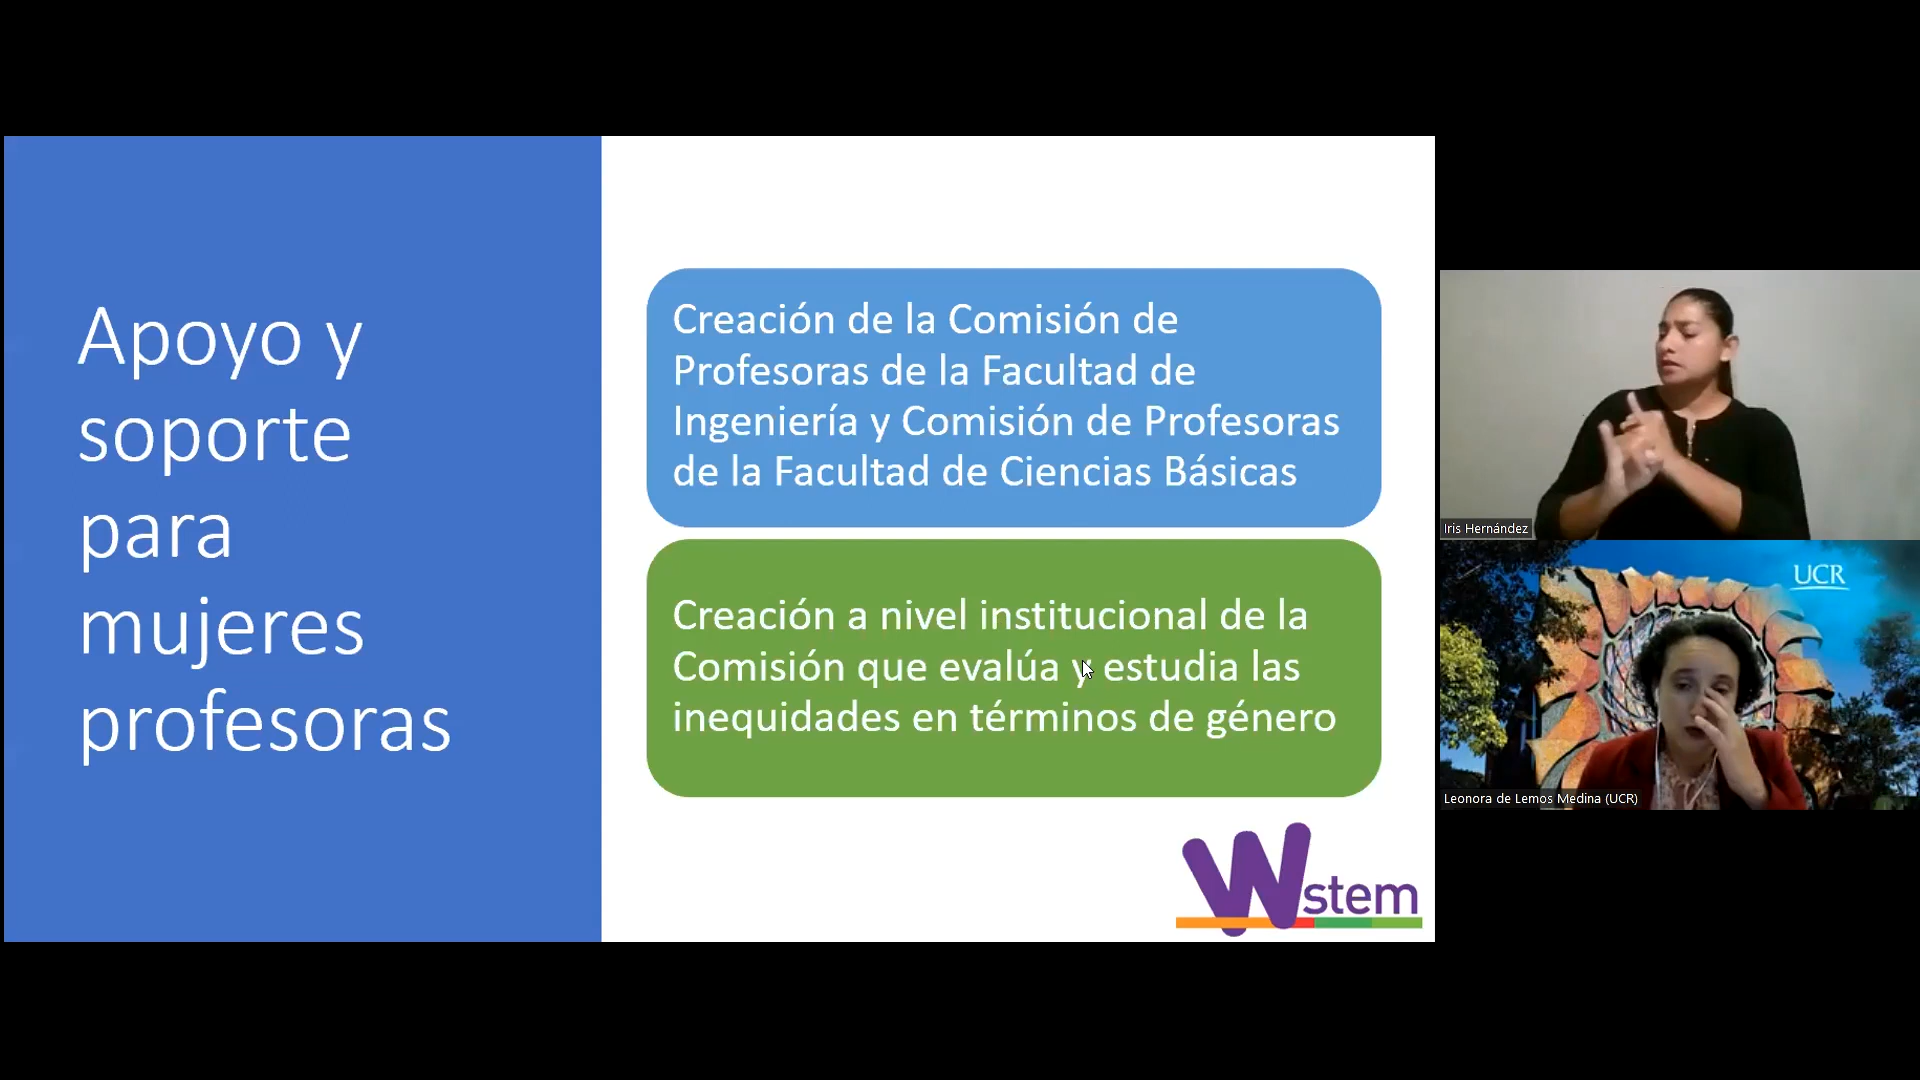 Apoyo y
soporte
para
mujeres
profesoras
Creación de la Comisión de
Profesoras de la Facultad de
Ingeniería y Comisión de Profesoras
de la Facultad de Ciencias Básicas
Creación a nivel institucional de la
Comisión que evalúa y estudia las
inequidades en términos de género
Wstem
Iris Hernández
UCR
Leonora de Lemos Medina (UCR)